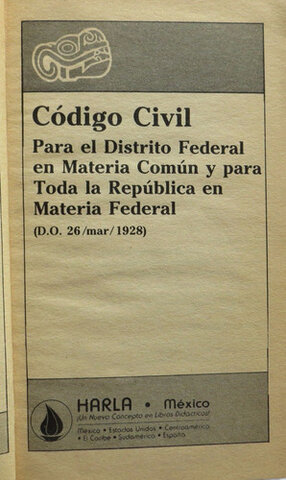 Código Civil
Para el Distrito Federal
en Materia Común y para
Toda la República en
Materia Federal
(D.O. 26/mar/1928)
HARLA • México
¡Un Nuevo Concepto en Libros Didácticos!
México • Estados Unidos • Centroamérica
• El Caribe • Sudamérica • España